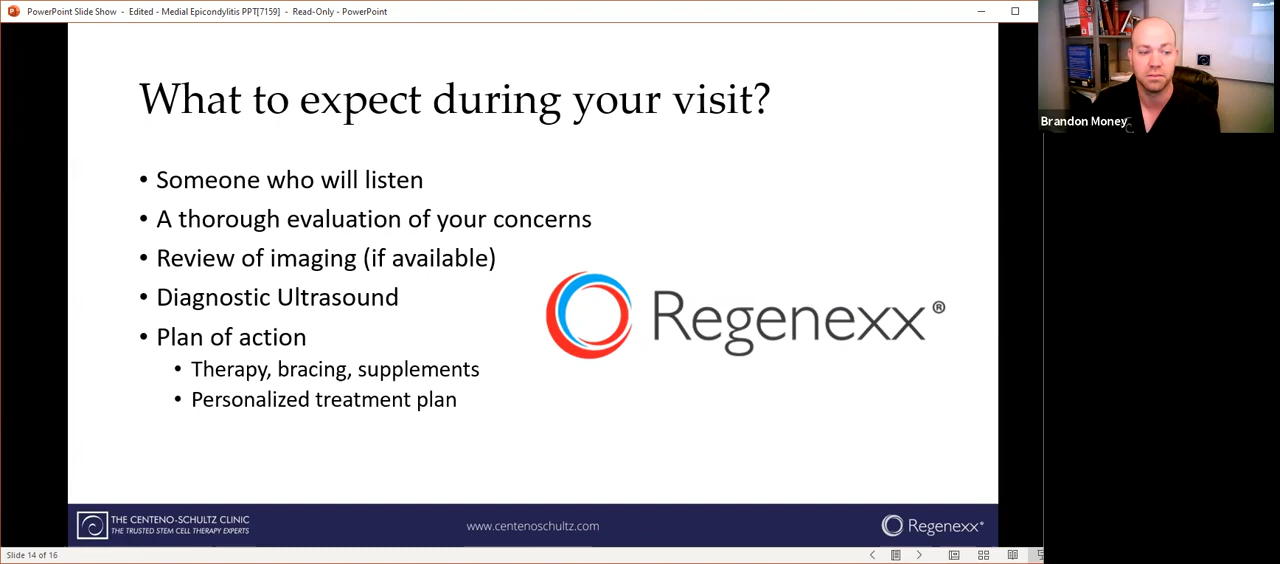 PowerPoint Slide Show - Edited - Medial Epicondylitis PPT[7159] - Read-Only - PowerPoint
Brandon Money
What to expect during your visit?
• Someone who will listen
• A thorough evaluation of your concerns
• Review of imaging (if available)
• Diagnostic Ultrasound
• Plan of action
• Therapy, bracing, supplements
• Personalized treatment plan
Regenexx®
THE CENTENO-SCHULTZ CLINIC
THE TRUSTED STEM CELL THERAPY EXPERTS
www.centenoschultz.com
Regenexx®
Slide 14 of 16